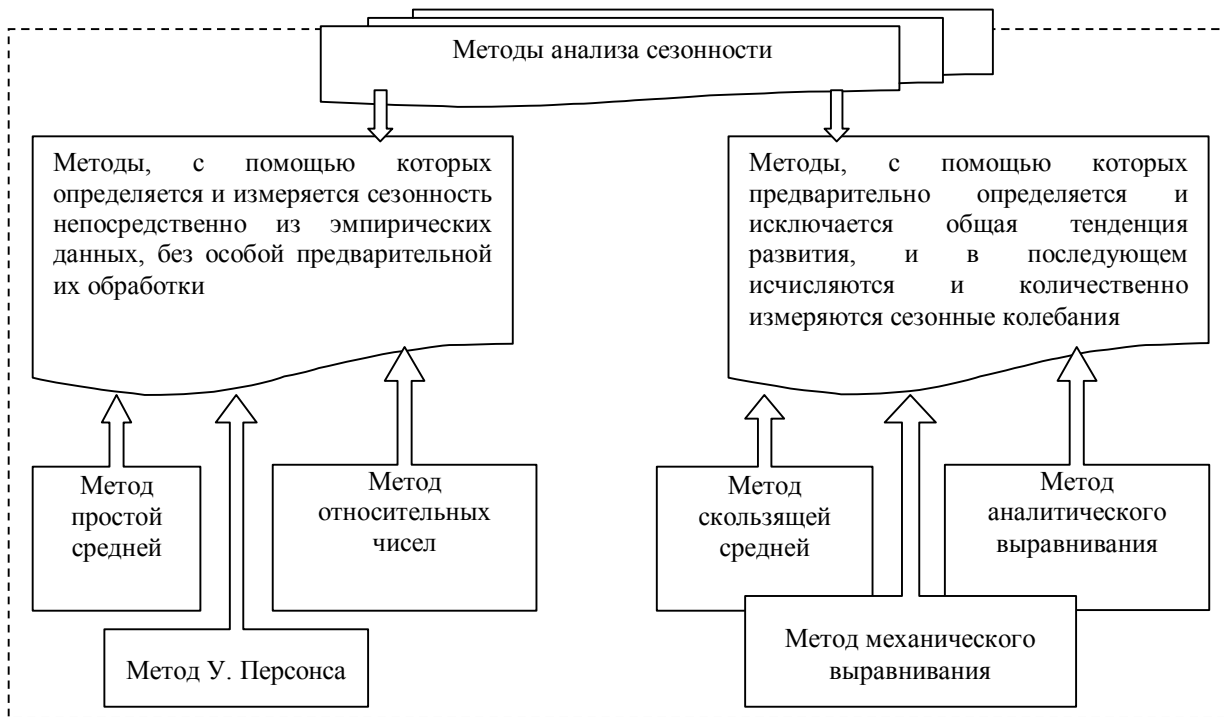 Методы анализа сезонности
Методы, с помощью которых
определяется и измеряется сезонность
непосредственно из эмпирических
данных, без особой предварительной
их обработки
Методы, с помощью которых
предварительно определяется и
исключается общая тенденция
развития, и в последующем
исчисляются и количественно
измеряются сезонные колебания
Метод
простой
средней
Метод
относительных
чисел
Метод У. Персонса
Метод
скользящей
средней
Метод
аналитического
выравнивания
Метод механического
выравнивания